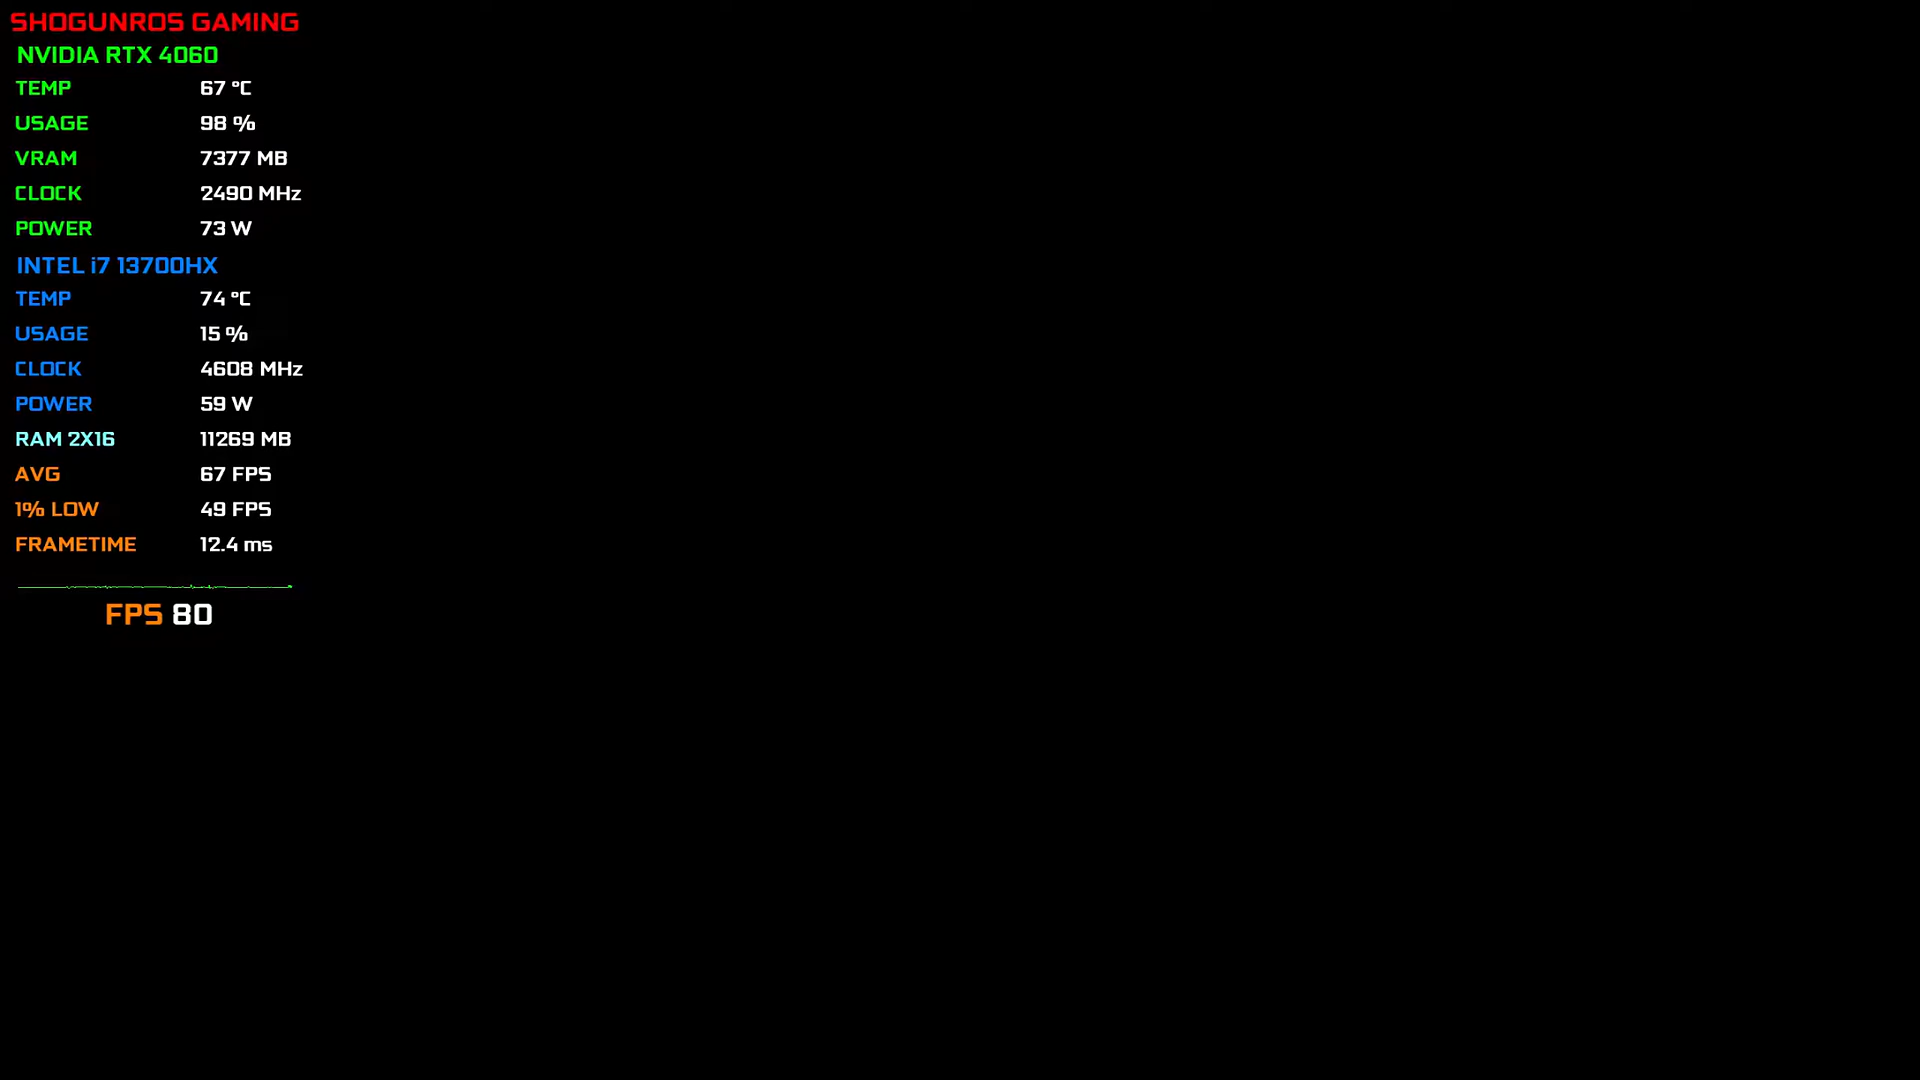 SHOGUNROS GAMING
NVIDIA RTX 4060
TEMP 67 °C
USAGE 98 %
VRAM 7377 MB
CLOCK 2490 MHz
POWER 73 W
INTEL i7 13700HX
TEMP 74 °C
USAGE 15 %
CLOCK 4608 MHz
POWER 59 W
RAM 2X16 11269 MB
AVG 67 FPS
1% LOW 49 FPS
FRAMETIME 12.4 ms
FPS 80